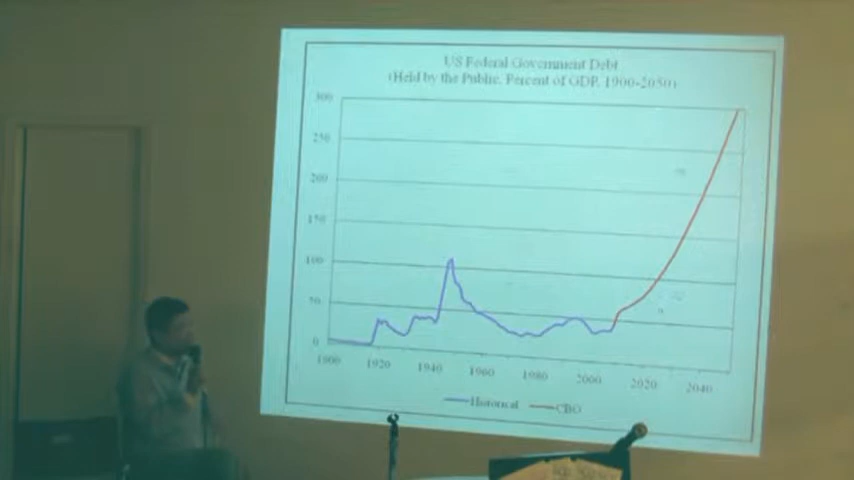 US Federal Government Debt
(Held by the Public, Percent of GDP, 1900-2050)
300
250
200
150
100
50
0
1900 1920 1940 1960 1980 2000 2020 2040
Historical CBO